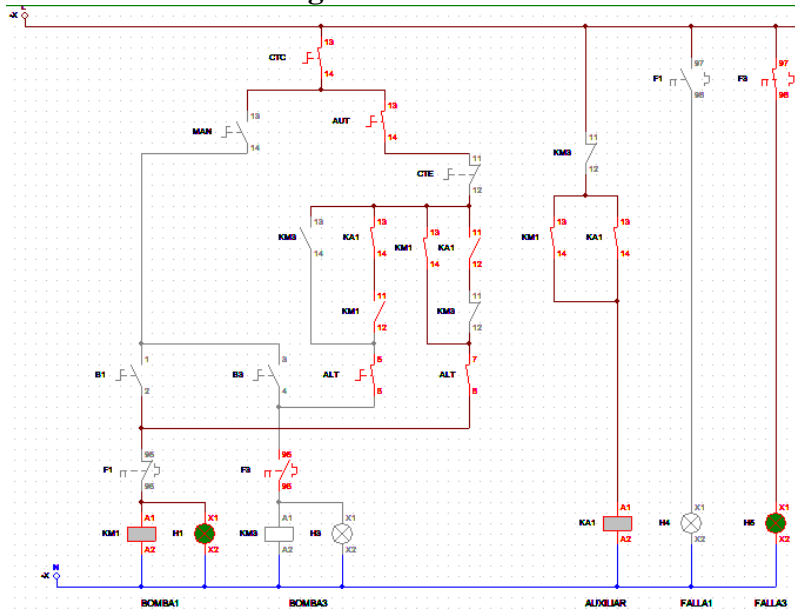 L
-X
13
CTC
14
13
MAN
14
13
AUT
14
11
CTE
12
13
KM3
14
13
KA1
14
13
KM1
14
11
KA1
12
11
KM1
12
11
KM3
12
11
KM3
12
13
KM1
14
13
KA1
14
97
F1
98
97
F3
98
1
B1
2
3
B3
4
5
ALT
6
7
ALT
8
95
F1
96
95
F3
96
A1
KM1
A2
X1
H1
X2
A1
KM3
A2
X1
H3
X2
A1
KA1
A2
X1
H4
X2
X1
H5
X2
N
-X
BOMBA1
BOMBA3
AUXILIAR
FALLA1
FALLA3